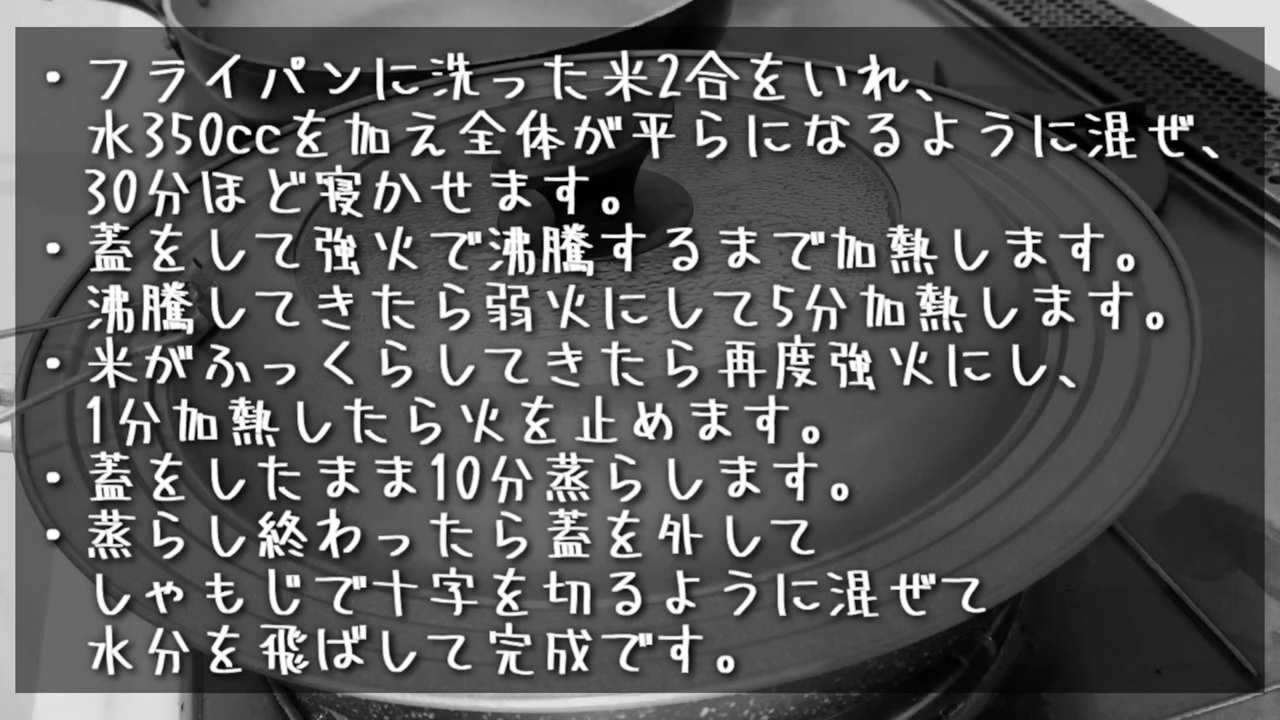 ・フライパンに洗った米2合をいれ、
水350ccを加え全体が平らになるように混ぜ、
30分ほど寝かせます。
・蓋をして強火で沸騰するまで加熱します。
沸騰してきたら弱火にして5分加熱します。
・米がふっくらしてきたら再度強火にし、
1分加熱したら火を止めます。
・蓋をしたまま10分蒸らします。
・蒸らし終わったら蓋を外して
しゃもじで十字を切るように混ぜて
水分を飛ばして完成です。